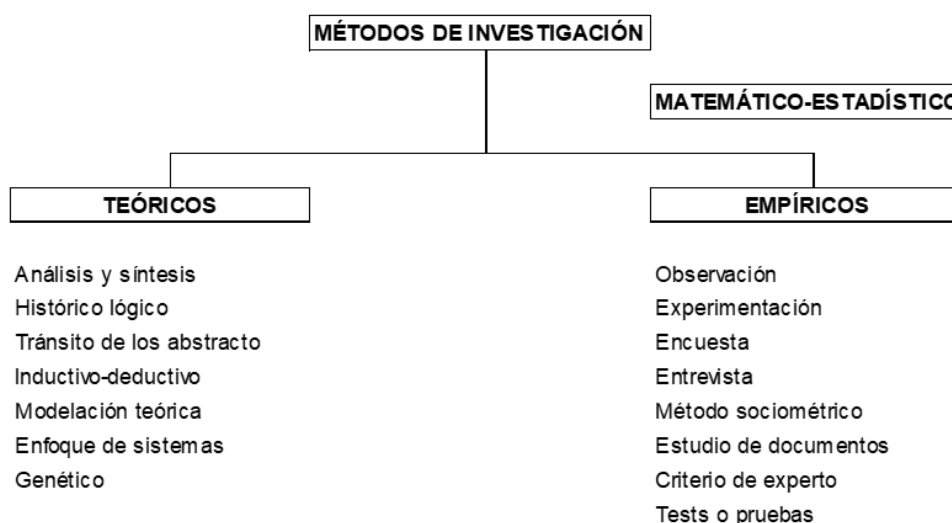 MÉTODOS DE INVESTIGACIÓN
MATEMÁTICO-ESTADÍSTICO
TEÓRICOS
Análisis y síntesis
Histórico lógico
Tránsito de los abstracto
Inductivo-deductivo
Modelación teórica
Enfoque de sistemas
Genético
EMPÍRICOS
Observación
Experimentación
Encuesta
Entrevista
Método sociométrico
Estudio de documentos
Criterio de experto
Tests o pruebas